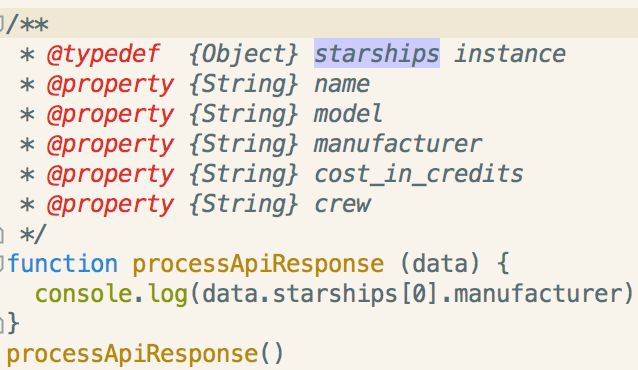 /**
 * @typedef  {Object} starships instance
 * @property {String} name
 * @property {String} model
 * @property {String} manufacturer
 * @property {String} cost_in_credits
 * @property {String} crew
 */
function processApiResponse (data) {
  console.log(data.starships[0].manufacturer)
}
processApiResponse()